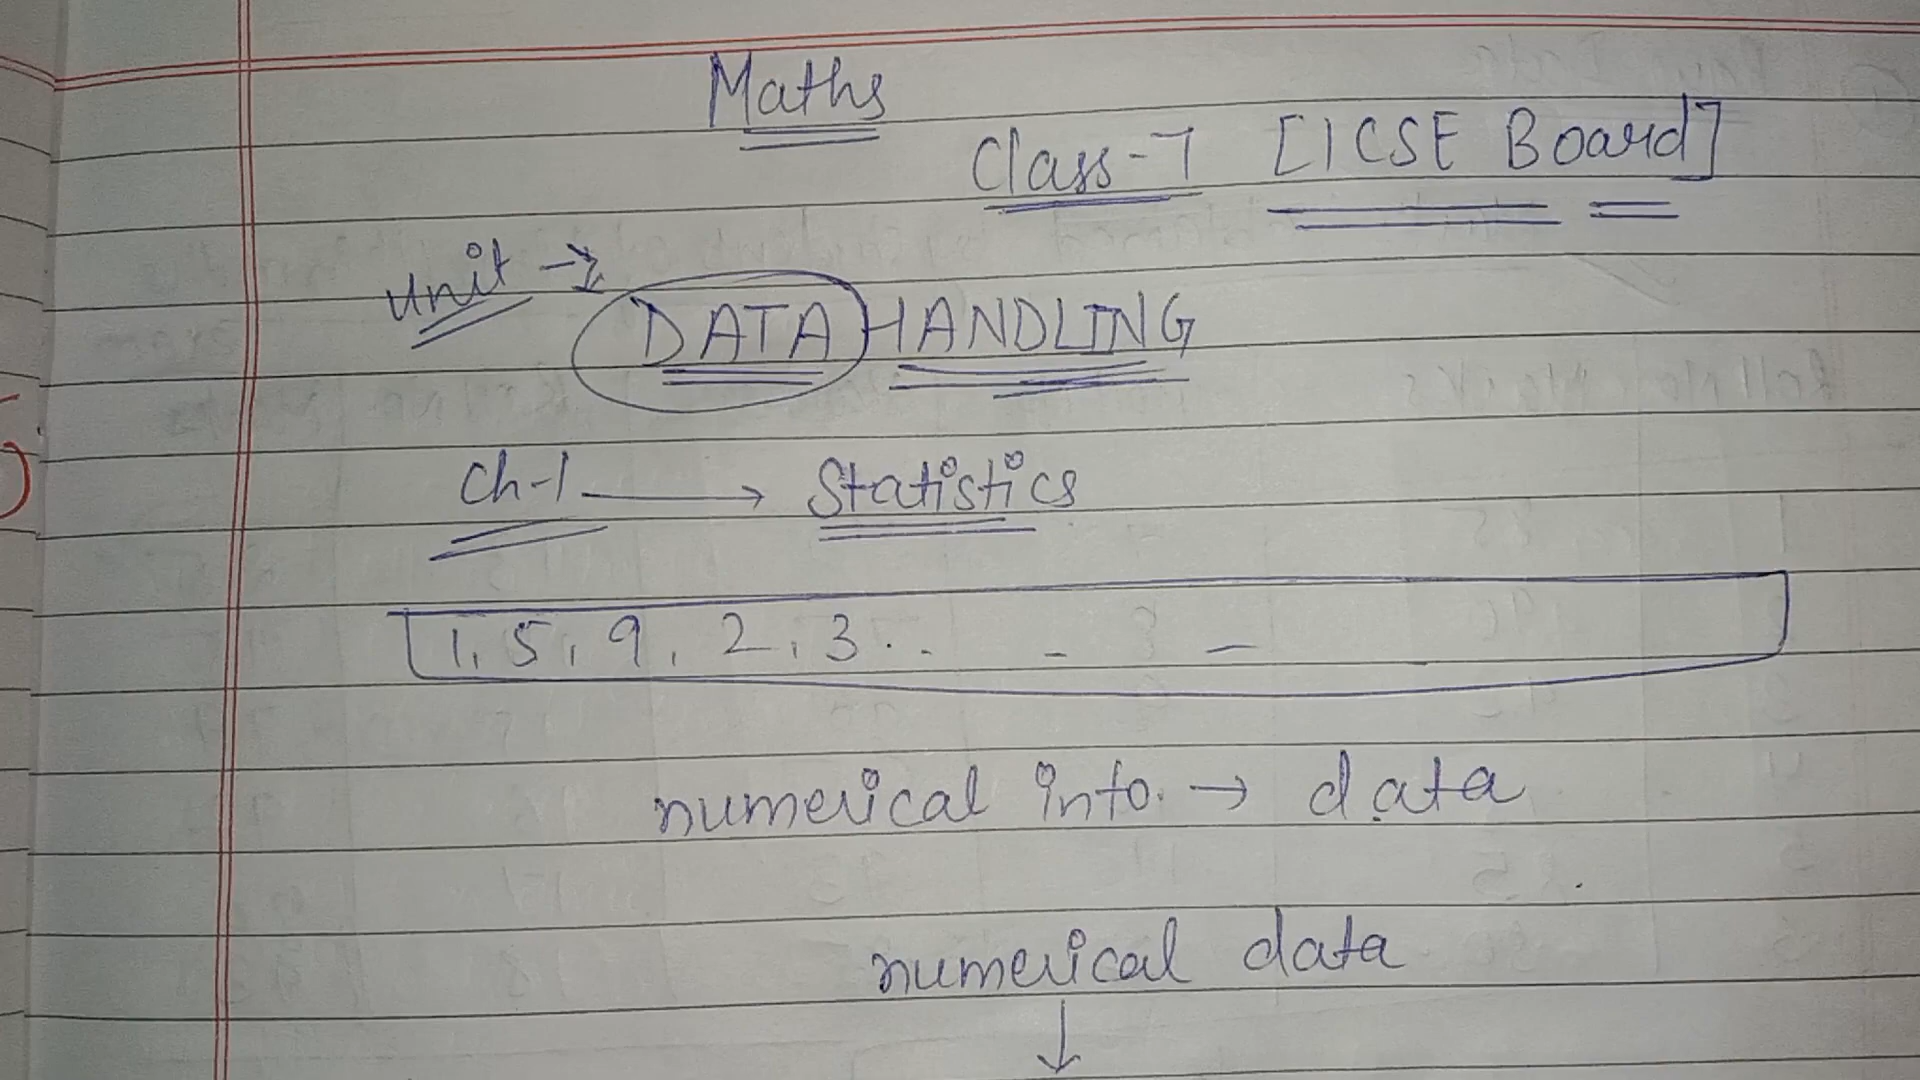 Maths
Class-7 [ICSE Board]
Unit →
DATA HANDLING
Ch-1 → Statistics
1, 5, 9, 2, 3 . . - -
numerical info. → data
numerical data
↓